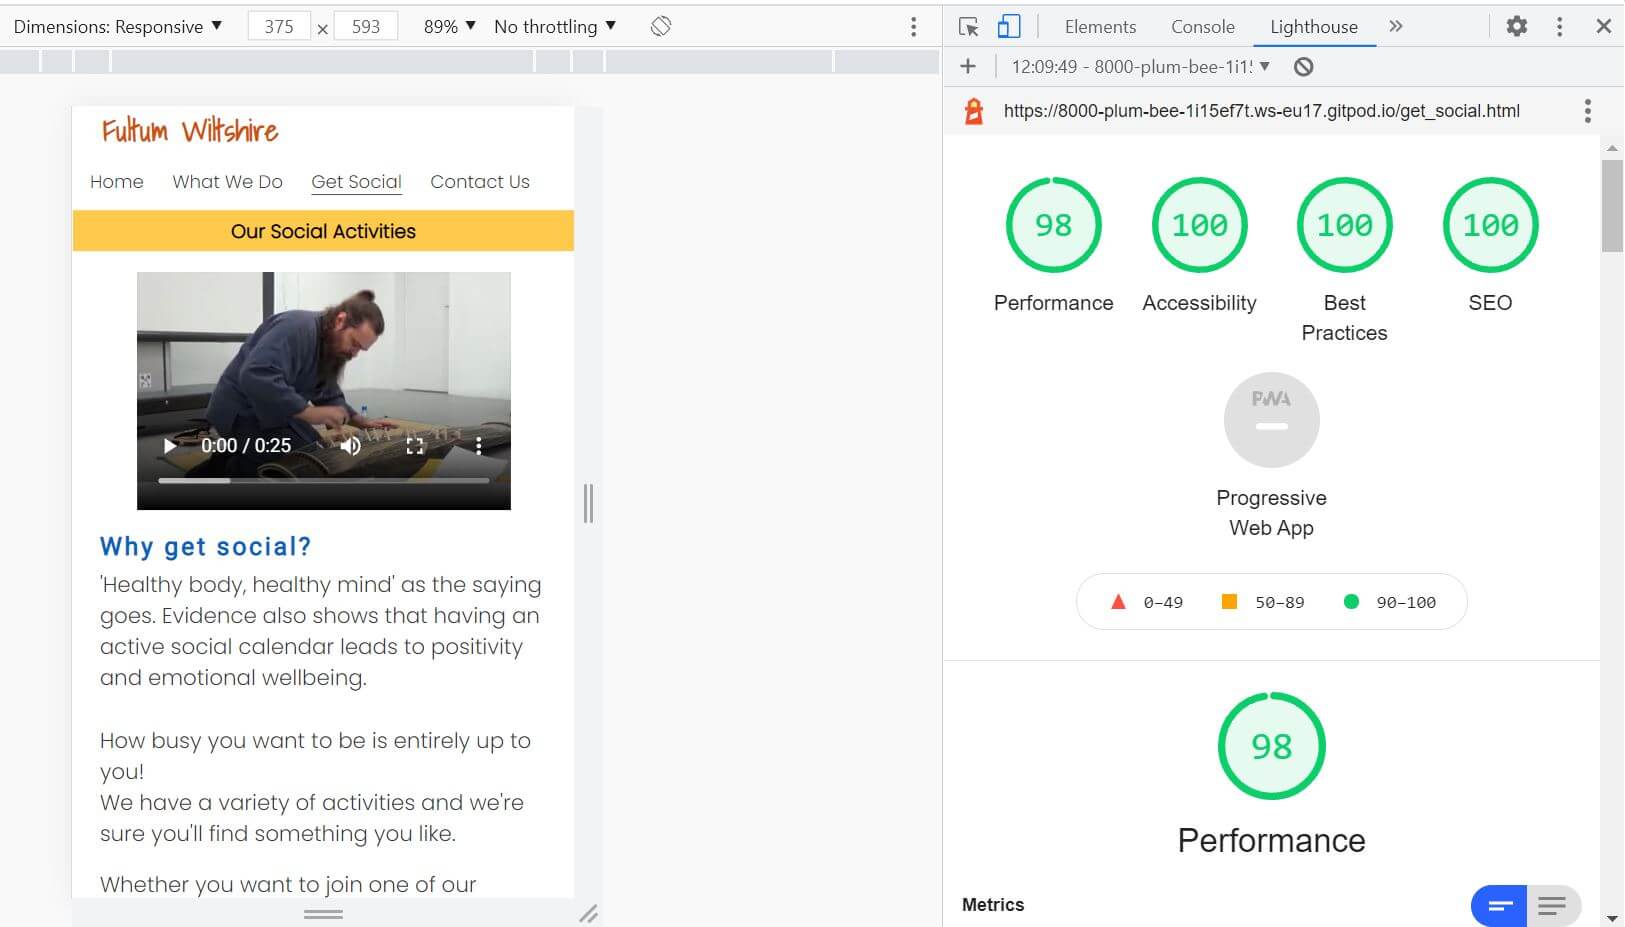 Dimensions: Responsive ▼ 375 × 593 89% ▼ No throttling ▼
Fultum Wiltshire
Home What We Do Get Social Contact Us
Our Social Activities
0:00 / 0:25
Why get social?
'Healthy body, healthy mind' as the saying
goes. Evidence also shows that having an
active social calendar leads to positivity
and emotional wellbeing.
How busy you want to be is entirely up to
you!
We have a variety of activities and we're
sure you'll find something you like.
Whether you want to join one of our
Elements Console Lighthouse »
12:09:49 - 8000-plum-bee-1i15 ▼
https://8000-plum-bee-1i15ef7t.ws-eu17.gitpod.io/get_social.html
98 100 100 100
Performance Accessibility Best Practices SEO
PWA
Progressive
Web App
0–49 50–89 90–100
98
Performance
Metrics